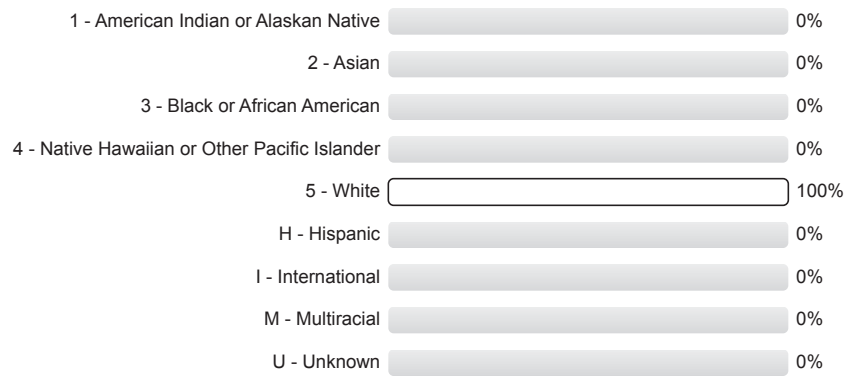 1 - American Indian or Alaskan Native 0%
2 - Asian 0%
3 - Black or African American 0%
4 - Native Hawaiian or Other Pacific Islander 0%
5 - White 100%
H - Hispanic 0%
I - International 0%
M - Multiracial 0%
U - Unknown 0%